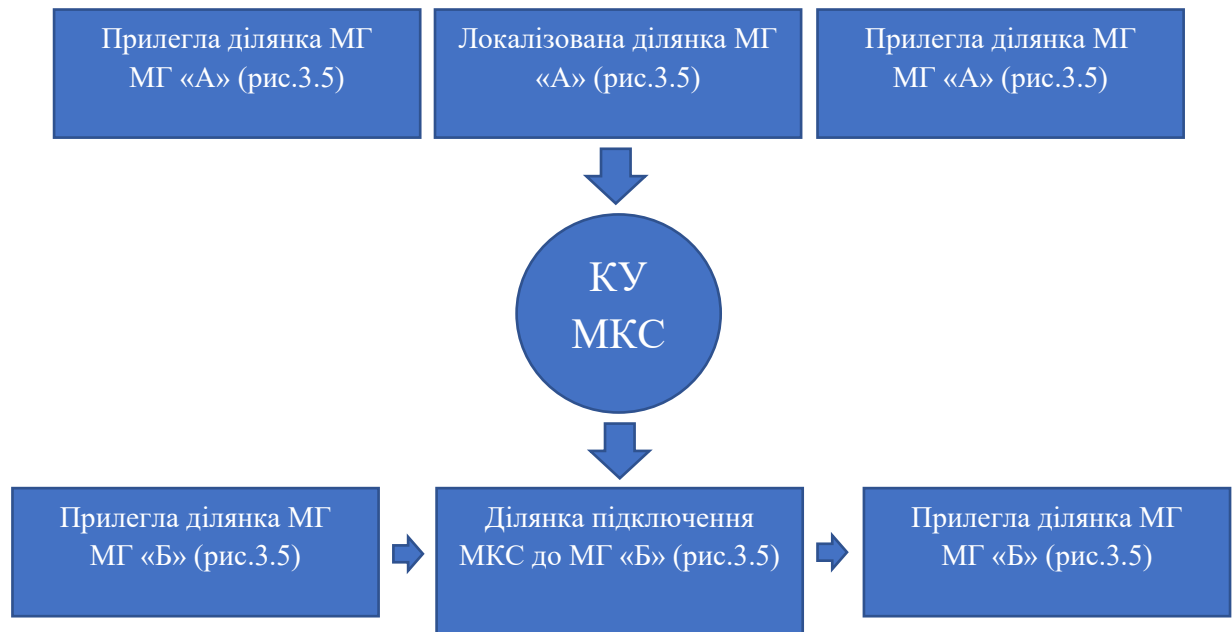 Прилегла ділянка МГ
МГ «А» (рис.3.5)
Локалізована ділянка МГ
«А» (рис.3.5)
Прилегла ділянка МГ
МГ «А» (рис.3.5)
КУ
МКС
Прилегла ділянка МГ
МГ «Б» (рис.3.5)
Ділянка підключення
МКС до МГ «Б» (рис.3.5)
Прилегла ділянка МГ
МГ «Б» (рис.3.5)